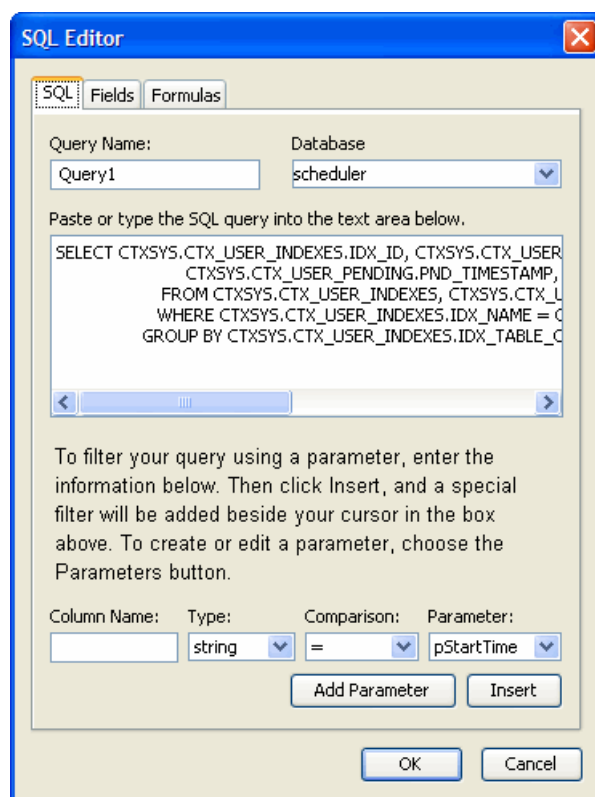 SQL Editor
SQL Fields Formulas
Query Name: Database
Query1 scheduler
Paste or type the SQL query into the text area below.
SELECT CTXSYS.CTX_USER_INDEXES.IDX_ID, CTXSYS.CTX_USER
CTXSYS.CTX_USER_PENDING.PND_TIMESTAMP,
FROM CTXSYS.CTX_USER_INDEXES, CTXSYS.CTX_U
WHERE CTXSYS.CTX_USER_INDEXES.IDX_NAME = C
GROUP BY CTXSYS.CTX_USER_INDEXES.IDX_TABLE_C
To filter your query using a parameter, enter the
information below. Then click Insert, and a special
filter will be added beside your cursor in the box
above. To create or edit a parameter, choose the
Parameters button.
Column Name: Type: Comparison: Parameter:
string = pStartTime
Add Parameter Insert
OK Cancel